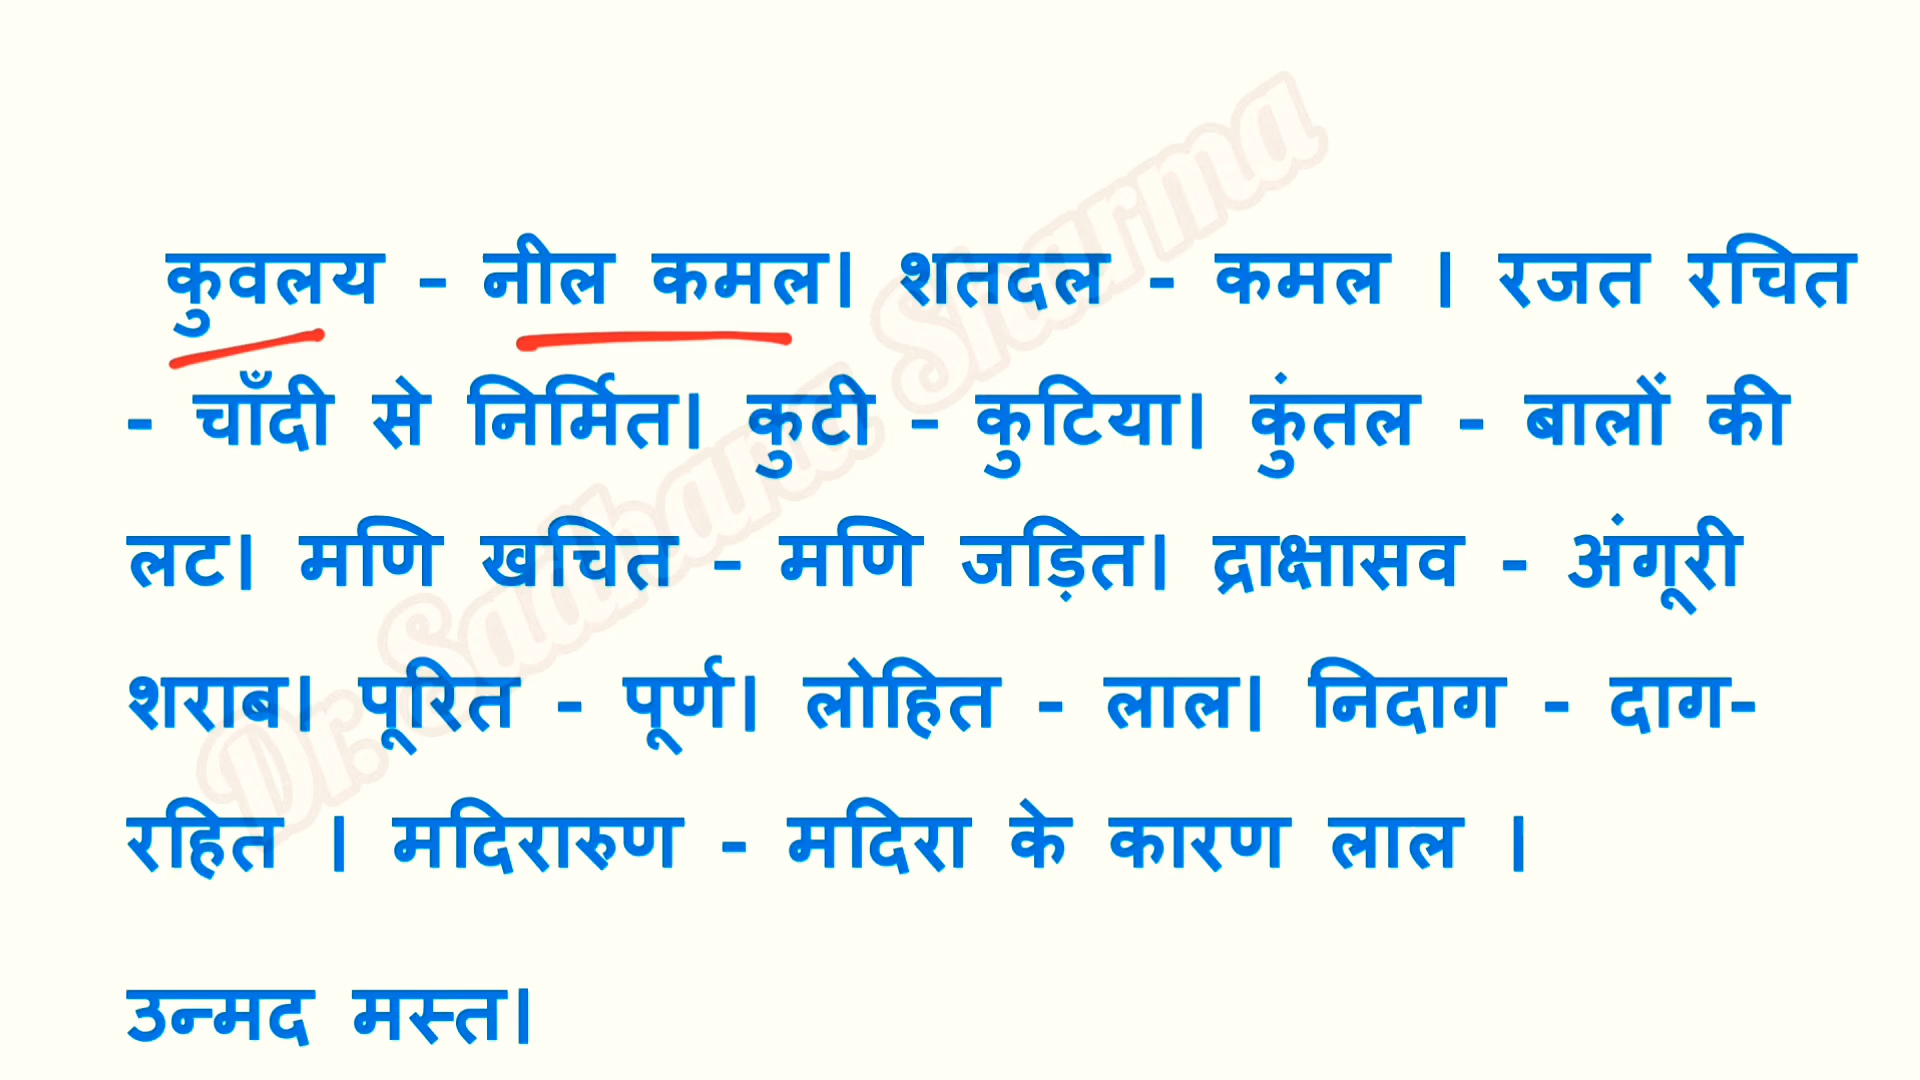 कुवलय - नील कमल। शतदल - कमल । रजत रचित
- चाँदी से निर्मित। कुटी - कुटिया। कुंतल - बालों की
लट। मणि खचित - मणि जड़ित। द्राक्षासव - अंगूरी
शराब। पूरित - पूर्ण। लोहित - लाल। निदाग - दाग-
रहित । मदिरारुण - मदिरा के कारण लाल ।
उन्मद मस्त।
Dr. Sadhana Sharma